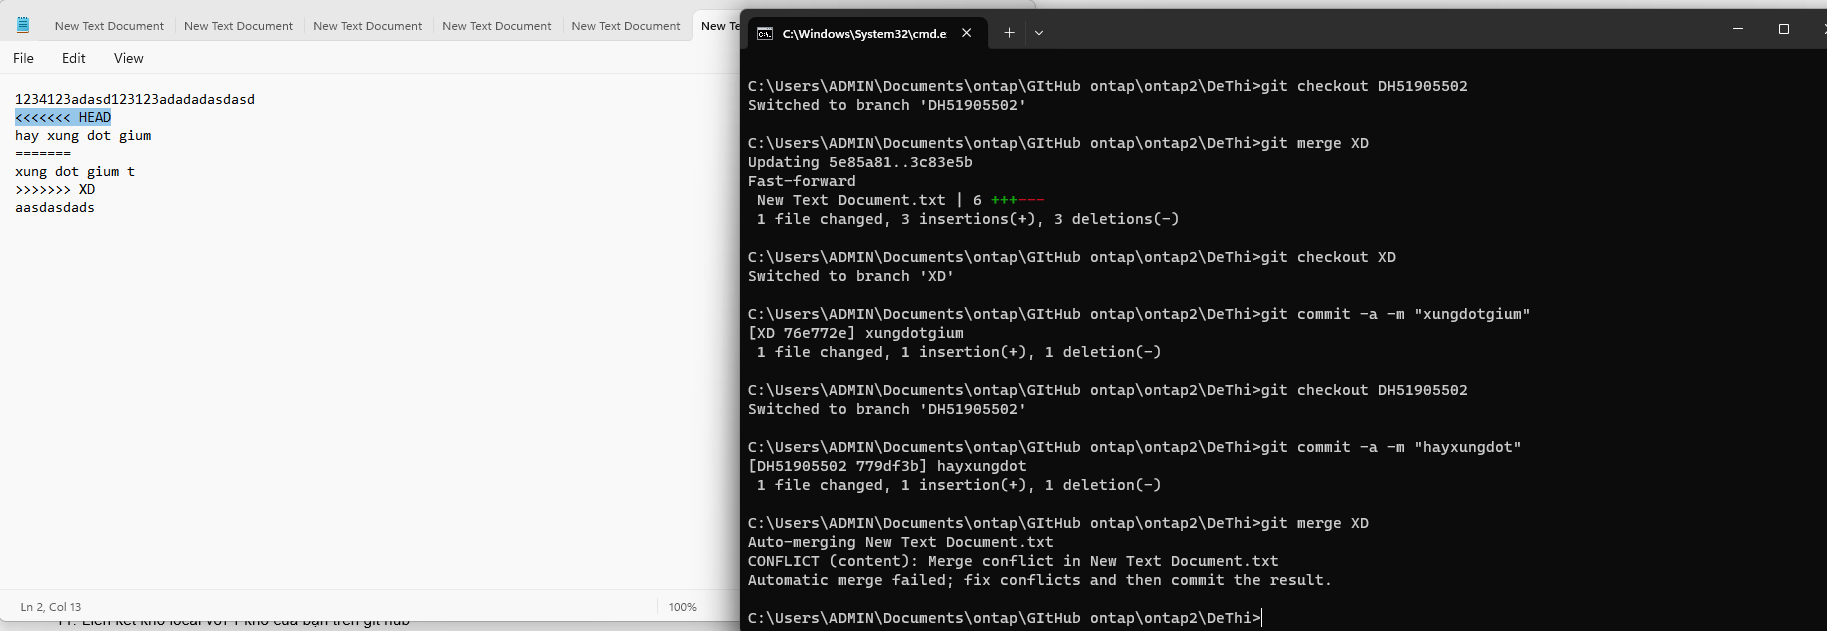 New Text Document New Text Document New Text Document New Text Document New Text Document New Te
File Edit View
1234123adasd123123adadadasdasd
<<<<<<< HEAD
hay xung dot gium
=======
xung dot gium t
>>>>>>> XD
aasdasdads
Ln 2, Col 13 100%
C:\Windows\System32\cmd.e
C:\Users\ADMIN\Documents\ontap\GItHub ontap\ontap2\DeThi>git checkout DH51905502
Switched to branch 'DH51905502'
C:\Users\ADMIN\Documents\ontap\GItHub ontap\ontap2\DeThi>git merge XD
Updating 5e85a81..3c83e5b
Fast-forward
New Text Document.txt | 6 +++---
1 file changed, 3 insertions(+), 3 deletions(-)
C:\Users\ADMIN\Documents\ontap\GItHub ontap\ontap2\DeThi>git checkout XD
Switched to branch 'XD'
C:\Users\ADMIN\Documents\ontap\GItHub ontap\ontap2\DeThi>git commit -a -m "xungdotgium"
[XD 76e772e] xungdotgium
1 file changed, 1 insertion(+), 1 deletion(-)
C:\Users\ADMIN\Documents\ontap\GItHub ontap\ontap2\DeThi>git checkout DH51905502
Switched to branch 'DH51905502'
C:\Users\ADMIN\Documents\ontap\GItHub ontap\ontap2\DeThi>git commit -a -m "hayxungdot"
[DH51905502 779df3b] hayxungdot
1 file changed, 1 insertion(+), 1 deletion(-)
C:\Users\ADMIN\Documents\ontap\GItHub ontap\ontap2\DeThi>git merge XD
Auto-merging New Text Document.txt
CONFLICT (content): Merge conflict in New Text Document.txt
Automatic merge failed; fix conflicts and then commit the result.
C:\Users\ADMIN\Documents\ontap\GItHub ontap\ontap2\DeThi>